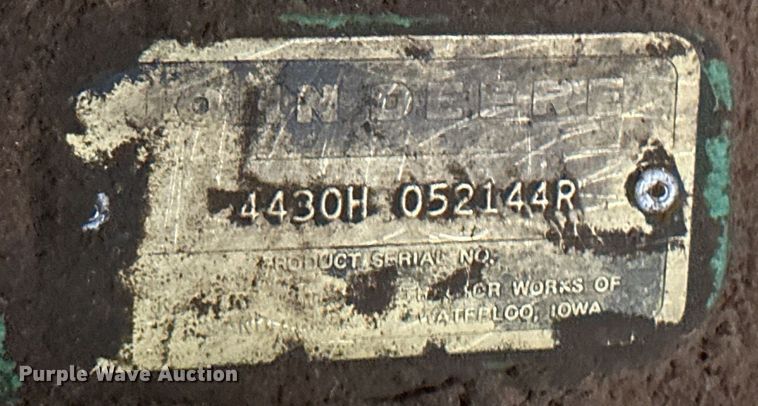 JOHN DEERE
4430H 052144R
PRODUCT SERIAL NO.
WORKS OF
WATERLOO, IOWA
Purple Wave Auction